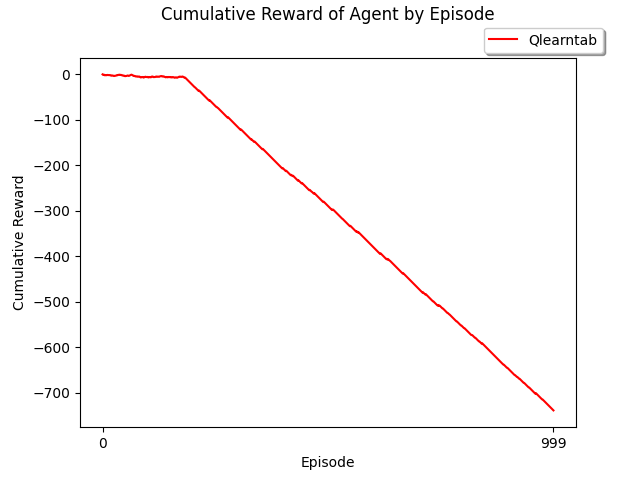 Cumulative Reward of Agent by Episode
Qlearntab
0
−100
−200
−300
−400
−500
−600
−700
Cumulative Reward
0
999
Episode